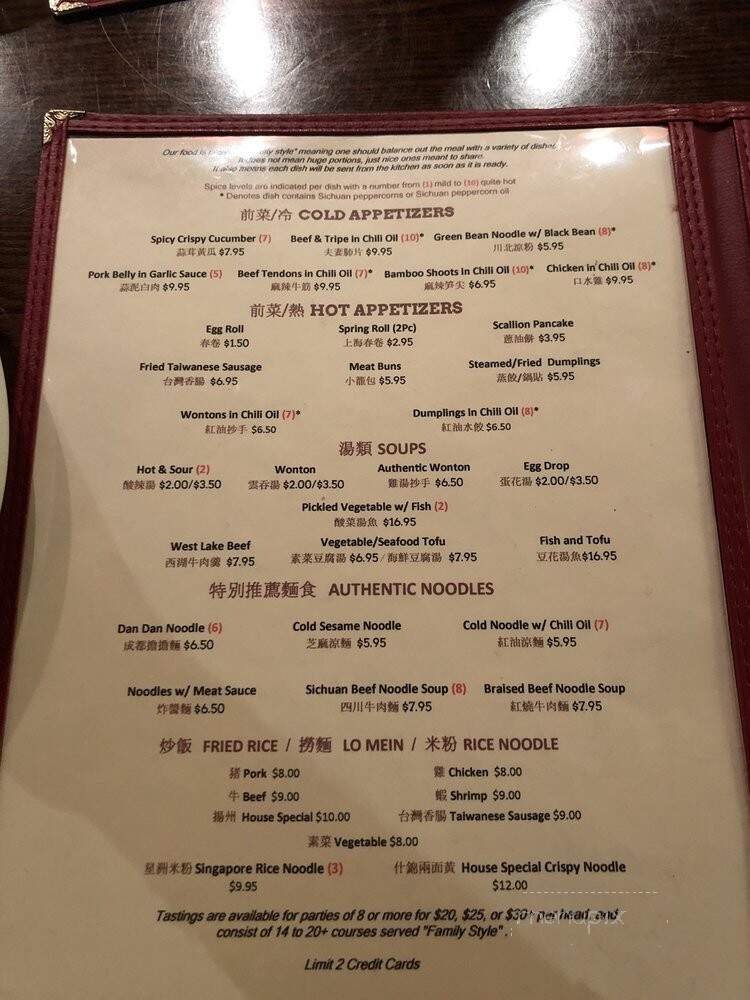 Our food is "family style" meaning one should balance out the meal with a variety of dishes
It does not mean huge portions, just nice ones meant to share.
It also means each dish will be sent from the kitchen as soon as it is ready.
Spice levels are indicated per dish with a number from (1) mild to (10) quite hot
* Denotes dish contains Sichuan peppercorns or Sichuan peppercorn oil
前菜/冷 COLD APPETIZERS
Spicy Crispy Cucumber (7) Beef & Tripe in Chili Oil (10)* Green Bean Noodle w/ Black Bean (8)*
蒜茸黃瓜 $7.95 夫妻肺片 $9.95 川北凉粉 $5.95
Pork Belly in Garlic Sauce (5) Beef Tendons in Chili Oil (7)* Bamboo Shoots In Chili Oil (10)* Chicken in Chili Oil (8)*
蒜泥白肉 $9.95 麻辣牛筋 $9.95 麻辣笋尖 $6.95 口水雞 $9.95
前菜/熱 HOT APPETIZERS
Egg Roll Spring Roll (2Pc) Scallion Pancake
春卷 $1.50 上海春卷 $2.95 蔥油餅 $3.95
Fried Taiwanese Sausage Meat Buns Steamed/Fried Dumplings
台灣香腸 $6.95 小籠包 $5.95 蒸餃/鍋貼 $5.95
Wontons in Chili Oil (7)* Dumplings In Chili Oil (8)*
紅油抄手 $6.50 紅油水餃 $6.50
湯類 SOUPS
Hot & Sour (2) Wonton Authentic Wonton Egg Drop
酸辣湯 $2.00/$3.50 雲吞湯 $2.00/$3.50 雞湯抄手 $6.50 蛋花湯 $2.00/$3.50
Pickled Vegetable w/ Fish (2)
酸菜湯魚 $16.95
West Lake Beef Vegetable/Seafood Tofu Fish and Tofu
西湖牛肉羹 $7.95 素菜豆腐湯 $6.95/海鮮豆腐湯 $7.95 豆花湯魚$16.95
特別推薦麵食 AUTHENTIC NOODLES
Dan Dan Noodle (6) Cold Sesame Noodle Cold Noodle w/ Chili Oil (7)
成都擔擔麵 $6.50 芝麻涼麵 $5.95 紅油涼麵 $5.95
Noodles w/ Meat Sauce Sichuan Beef Noodle Soup (8) Braised Beef Noodle Soup
炸醬麵 $6.50 四川牛肉麵 $7.95 紅燒牛肉麵 $7.95
炒飯 FRIED RICE / 撈麵 LO MEIN / 米粉 RICE NOODLE
猪 Pork $8.00 雞 Chicken $8.00
牛 Beef $9.00 蝦 Shrimp $9.00
揚州 House Special $10.00 台灣香腸 Taiwanese Sausage $9.00
素菜 Vegetable $8.00
星洲米粉 Singapore Rice Noodle (3) 什錦兩面黃 House Special Crispy Noodle
$9.95 $12.00
Tastings are available for parties of 8 or more for $20, $25, or $30+ per head, and
consist of 14 to 20+ courses served "Family Style".
menupix
Limit 2 Credit Cards